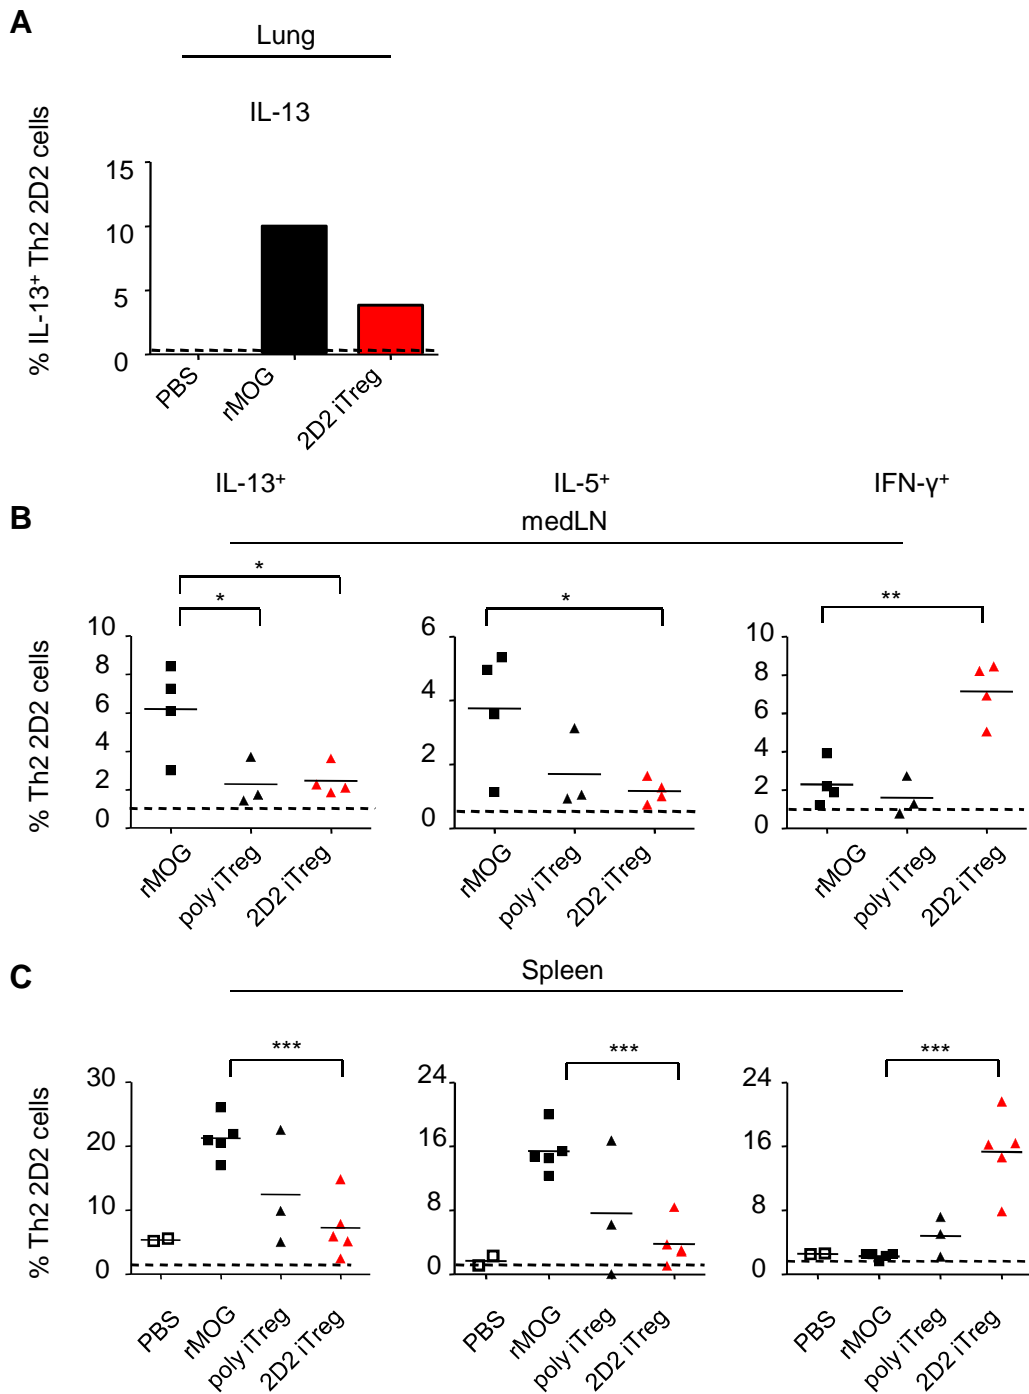 A
Lung
IL-13
% IL-13⁺ Th2 2D2 cells
15
10
5
0
PBS
rMOG
2D2 iTreg
IL-13⁺
IL-5⁺
IFN-γ⁺
B
medLN
*
*
*
**
% Th2 2D2 cells
10
8
6
4
2
0
rMOG
poly iTreg
2D2 iTreg
6
4
2
0
rMOG
poly iTreg
2D2 iTreg
10
8
6
4
2
0
rMOG
poly iTreg
2D2 iTreg
C
Spleen
***
***
***
% Th2 2D2 cells
30
20
10
0
PBS
rMOG
poly iTreg
2D2 iTreg
24
16
8
0
PBS
rMOG
poly iTreg
2D2 iTreg
24
16
8
0
PBS
rMOG
poly iTreg
2D2 iTreg